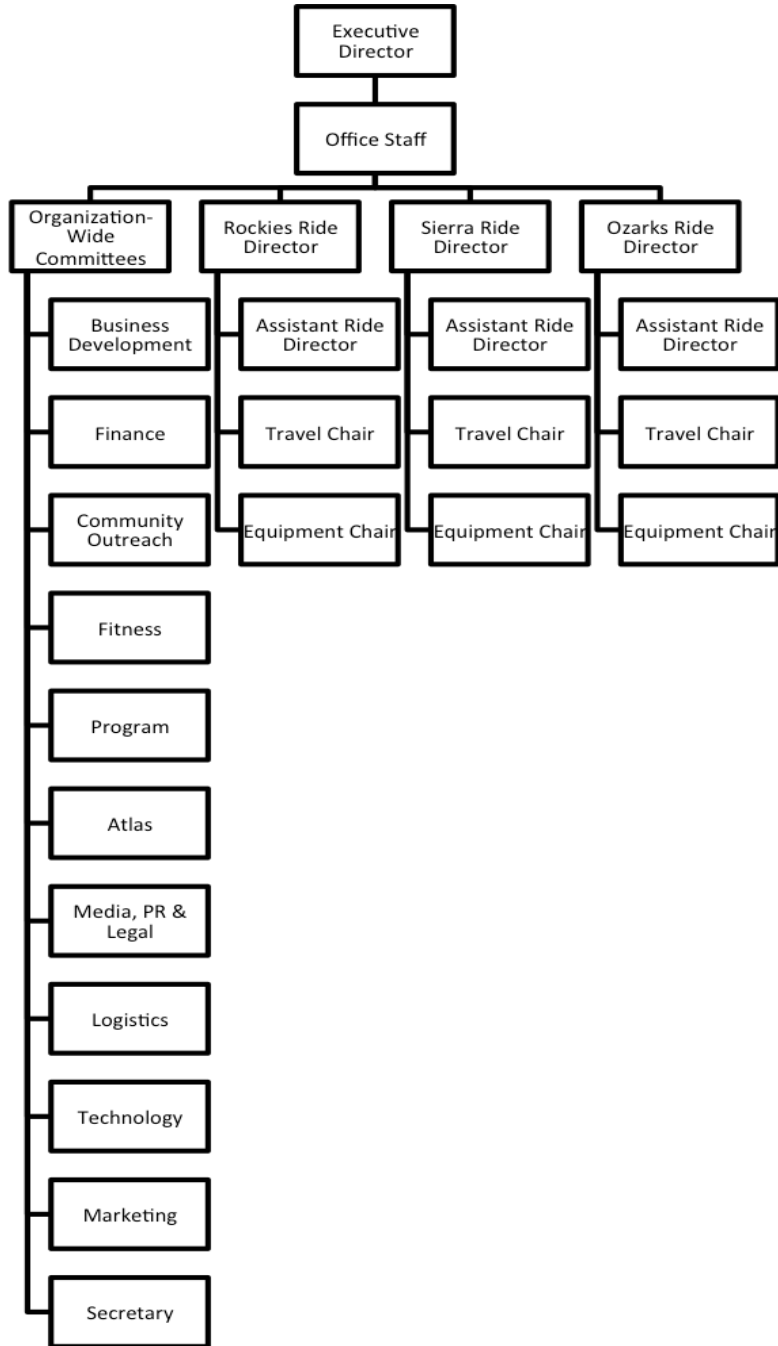 Executive
Director
Office Staff
Organization-
Wide
Committees
Rockies Ride
Director
Sierra Ride
Director
Ozarks Ride
Director
Business
Development
Assistant Ride
Director
Assistant Ride
Director
Assistant Ride
Director
Finance
Travel Chair
Travel Chair
Travel Chair
Community
Outreach
Equipment Chair
Equipment Chair
Equipment Chair
Fitness
Program
Atlas
Media, PR &
Legal
Logistics
Technology
Marketing
Secretary